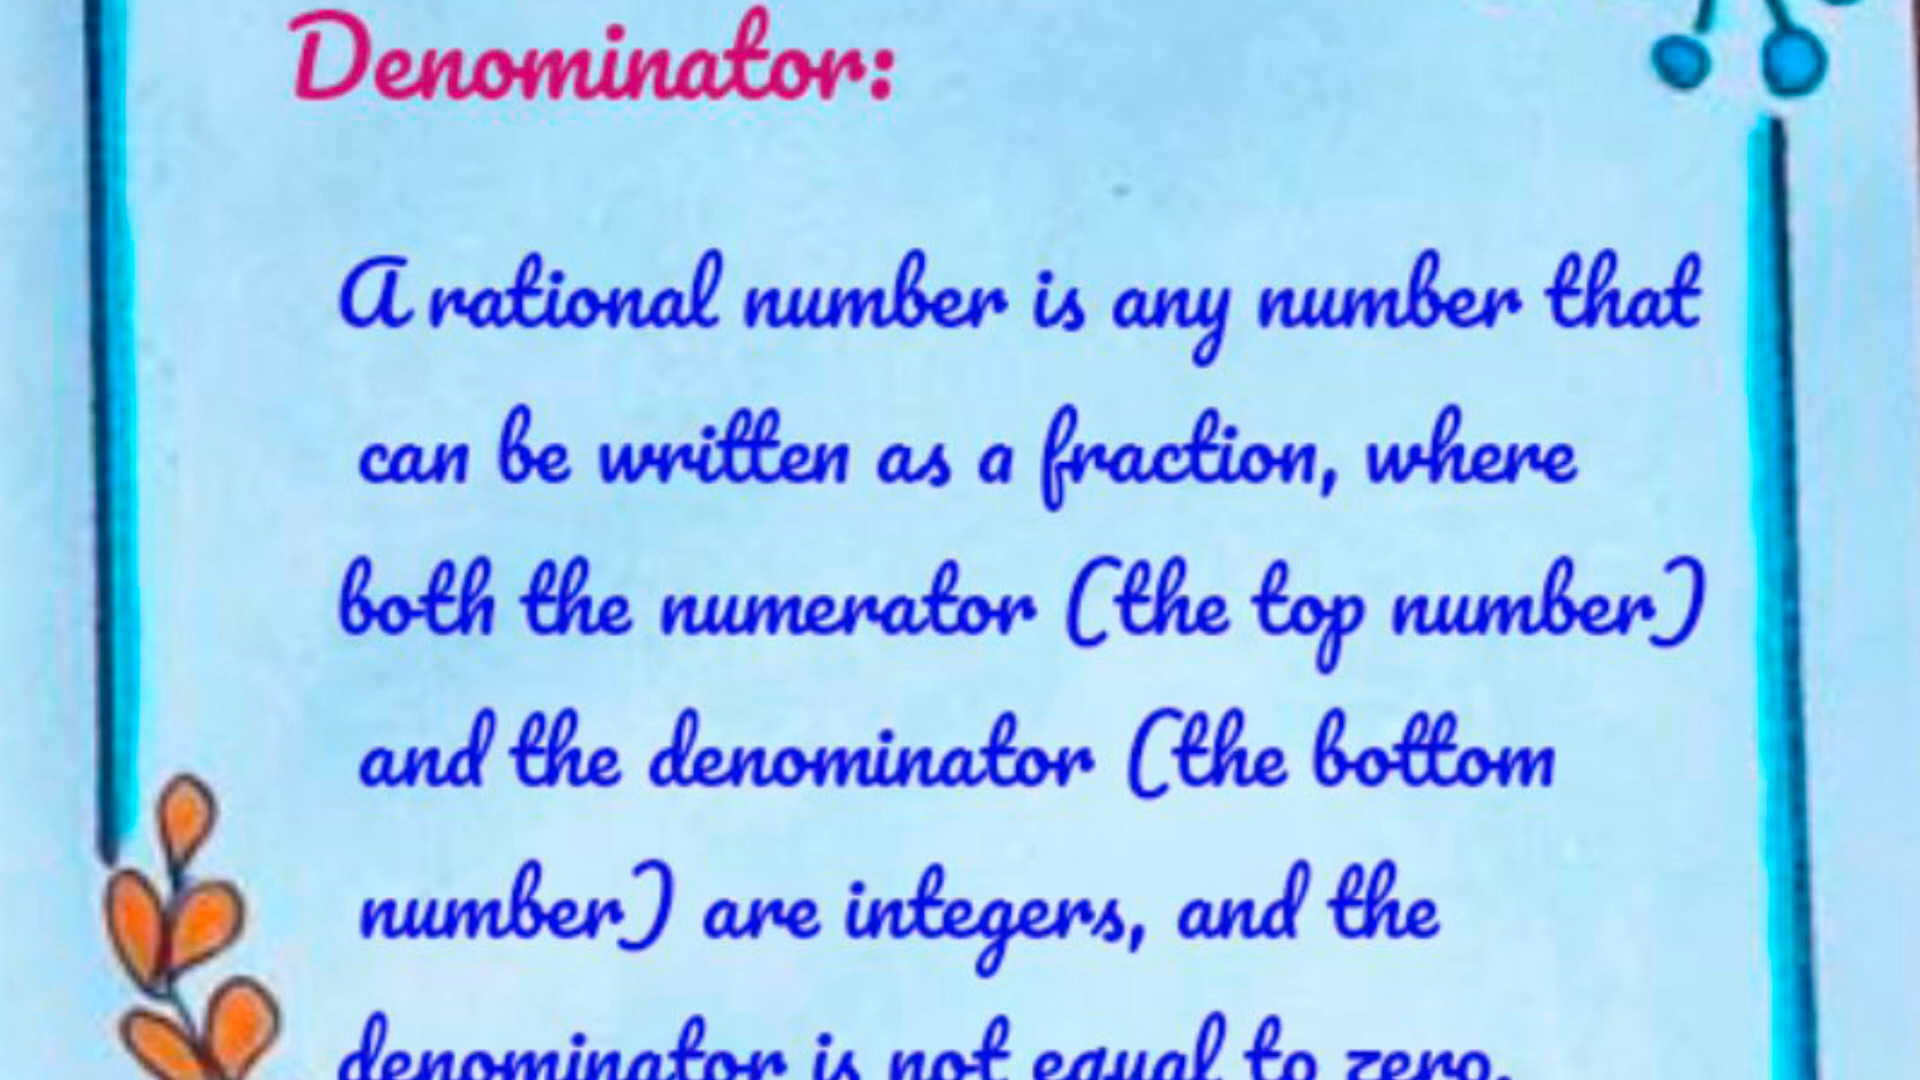 Denominator:
A rational number is any number that
can be written as a fraction, where
both the numerator (the top number)
and the denominator (the bottom
number) are integers, and the
denominator is not equal to zero.